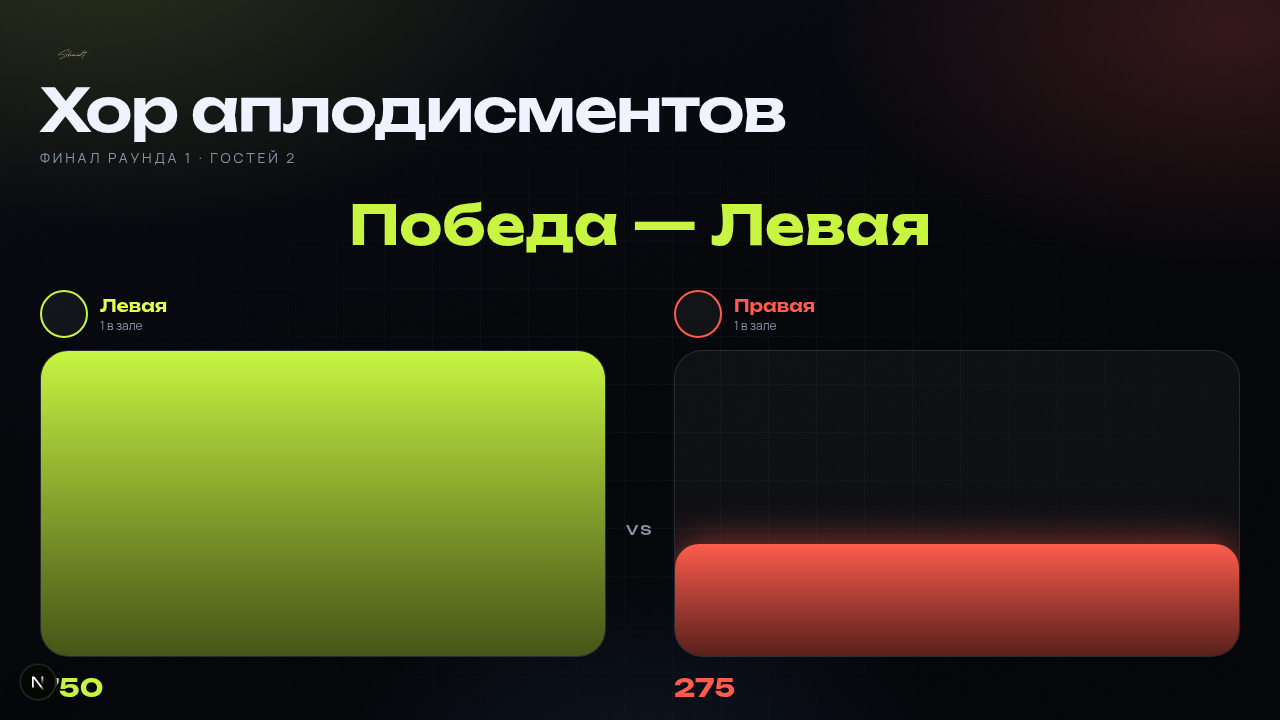 Хор аплодисментов
ФИНАЛ РАУНДА 1 · ГОСТЕЙ 2
Победа — Левая
Левая
1 в зале
Правая
1 в зале
VS
275